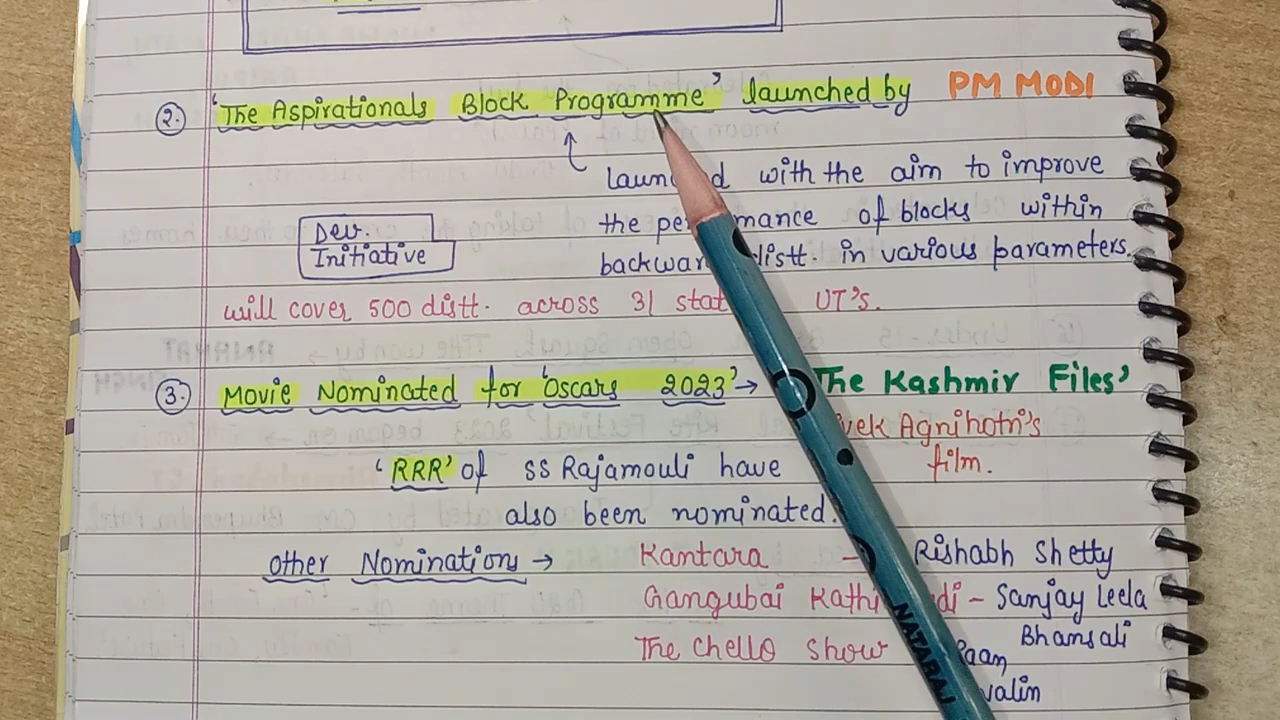 2. 'The Aspirationals Block Programme' launched by PM MODI
launched with the aim to improve
the performance of blocks within
backward distt. in various parameters.
Dev.
Initiative
will cover 500 distt. across 31 stat UT's.
3. Movie Nominated for 'Oscars 2023' → The Kashmir Files'
vek Agnihotri's
film.
'RRR' of SS Rajamouli have
also been nominated.
other Nominations → Kantara - Rishabh Shetty
Gangubai Kathi di - Sanjay Leela
Bhansali
The Chello Show
NATARAJ